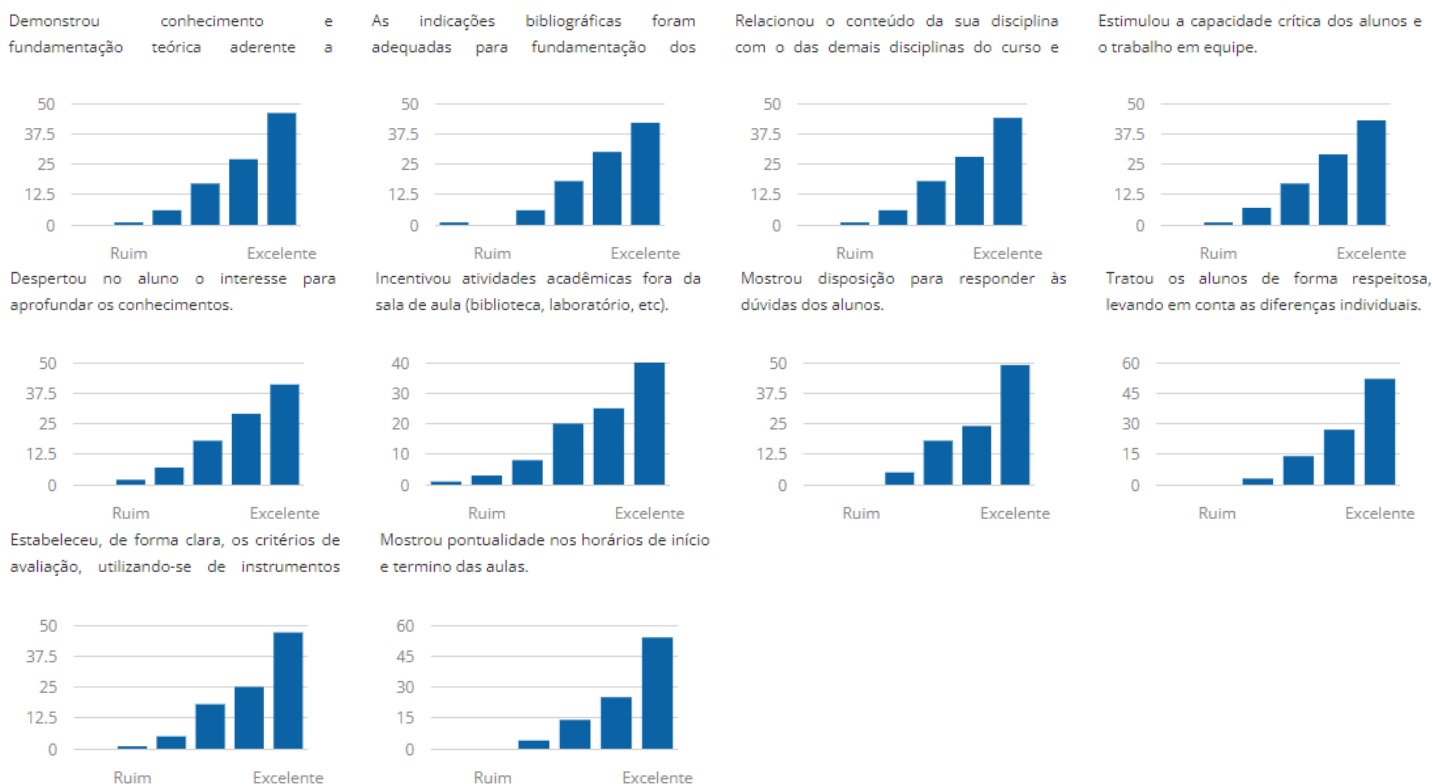 Demonstrou conhecimento e
fundamentação teórica aderente a
As indicações bibliográficas foram
adequadas para fundamentação dos
Relacionou o conteúdo da sua disciplina
com o das demais disciplinas do curso e
Estimulou a capacidade crítica dos alunos e
o trabalho em equipe.
50
37.5
25
12.5
0
Ruim Excelente
50
37.5
25
12.5
0
Ruim Excelente
50
37.5
25
12.5
0
Ruim Excelente
50
37.5
25
12.5
0
Ruim Excelente
Despertou no aluno o interesse para
aprofundar os conhecimentos.
Incentivou atividades acadêmicas fora da
sala de aula (biblioteca, laboratório, etc).
Mostrou disposição para responder às
dúvidas dos alunos.
Tratou os alunos de forma respeitosa,
levando em conta as diferenças individuais.
50
37.5
25
12.5
0
Ruim Excelente
40
30
20
10
0
Ruim Excelente
50
37.5
25
12.5
0
Ruim Excelente
60
45
30
15
0
Ruim Excelente
Estabeleceu, de forma clara, os critérios de
avaliação, utilizando-se de instrumentos
Mostrou pontualidade nos horários de início
e termino das aulas.
50
37.5
25
12.5
0
Ruim Excelente
60
45
30
15
0
Ruim Excelente